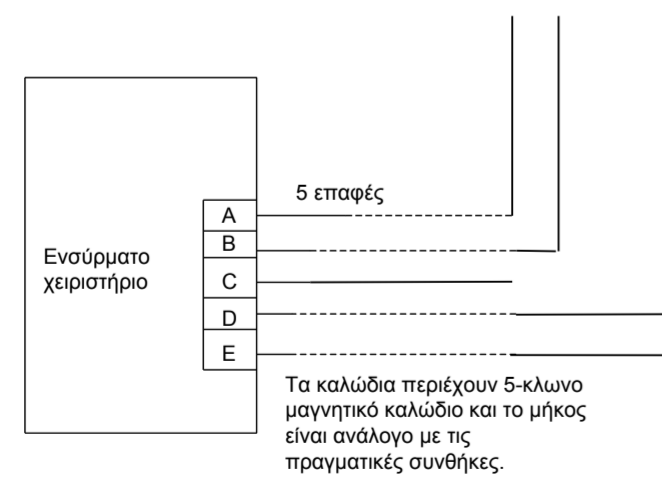 5 επαφές
A
B
C
D
E
Ενσύρματο
χειριστήριο
Τα καλώδια περιέχουν 5-κλωνο
μαγνητικό καλώδιο και το μήκος
είναι ανάλογο με τις
πραγματικές συνθήκες.